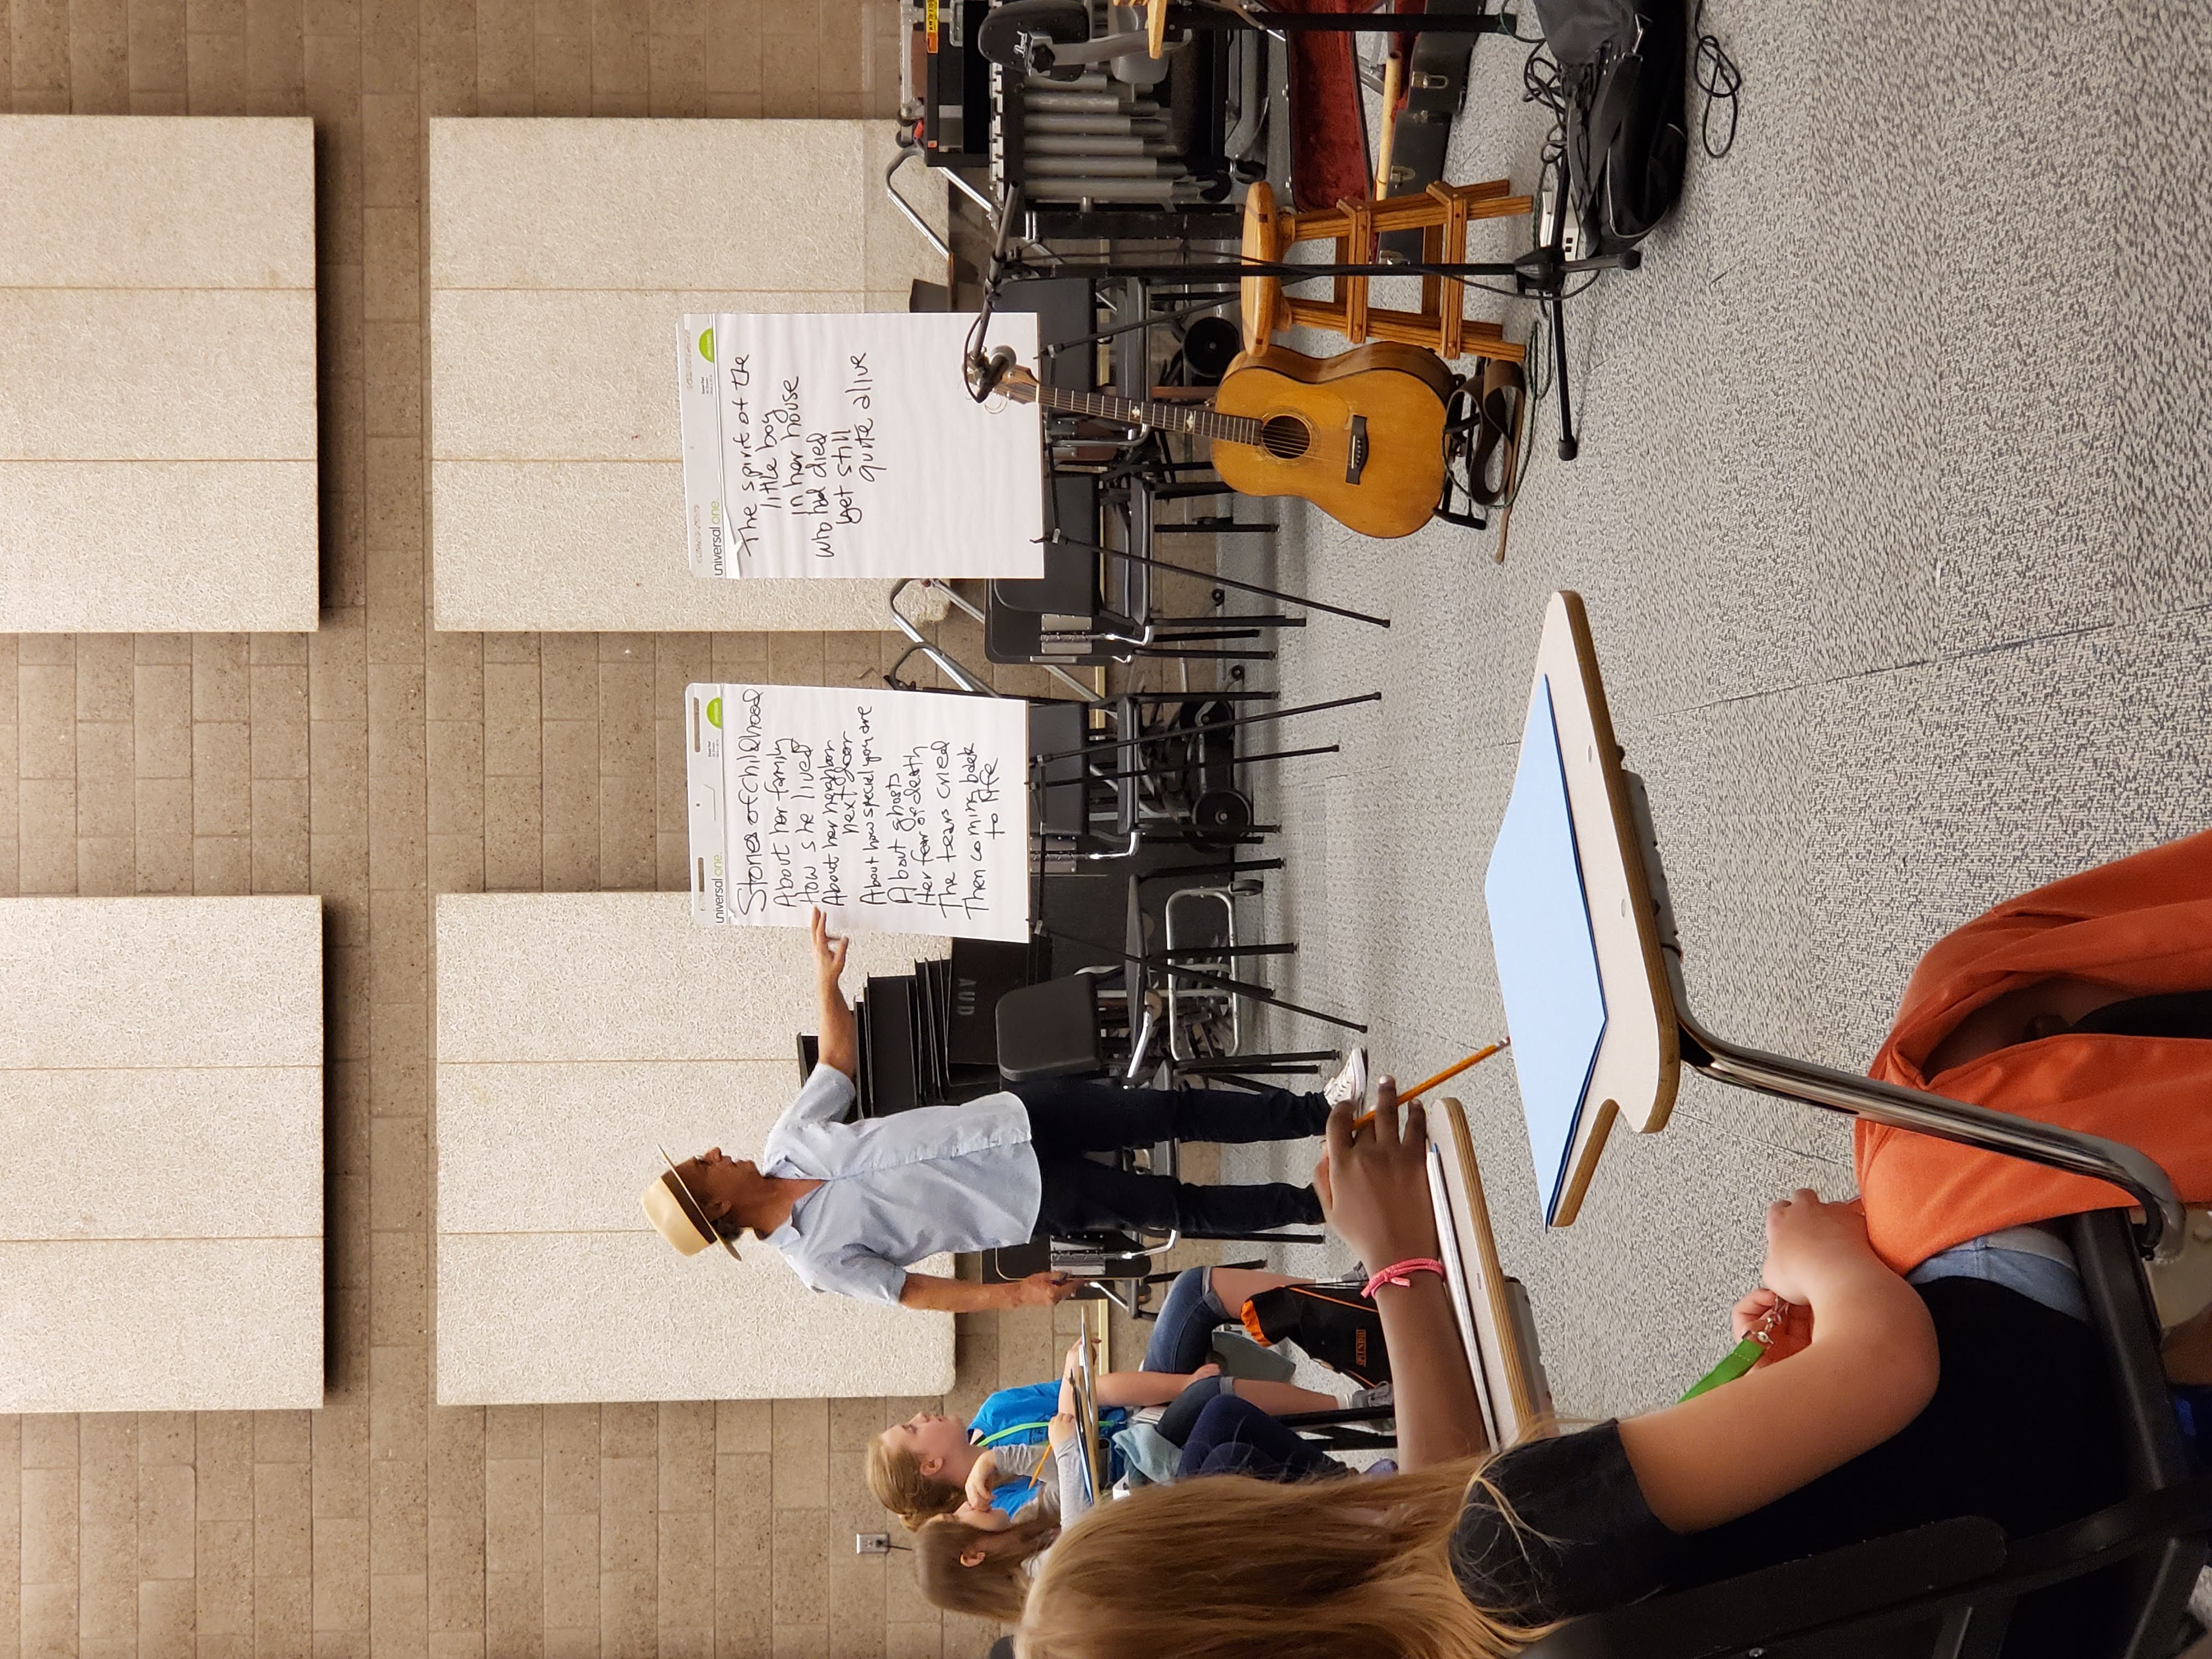 universal one.
Stories of childhood
About her family
How she lived
About her neighbor
next door
About how special you are
About ghosts
Her fear of death
The tears cried
Then coming back
to life
universal one.
The spirit of the
little boy
in her house
who had died
yet still
quite alive
AUD
Pearl